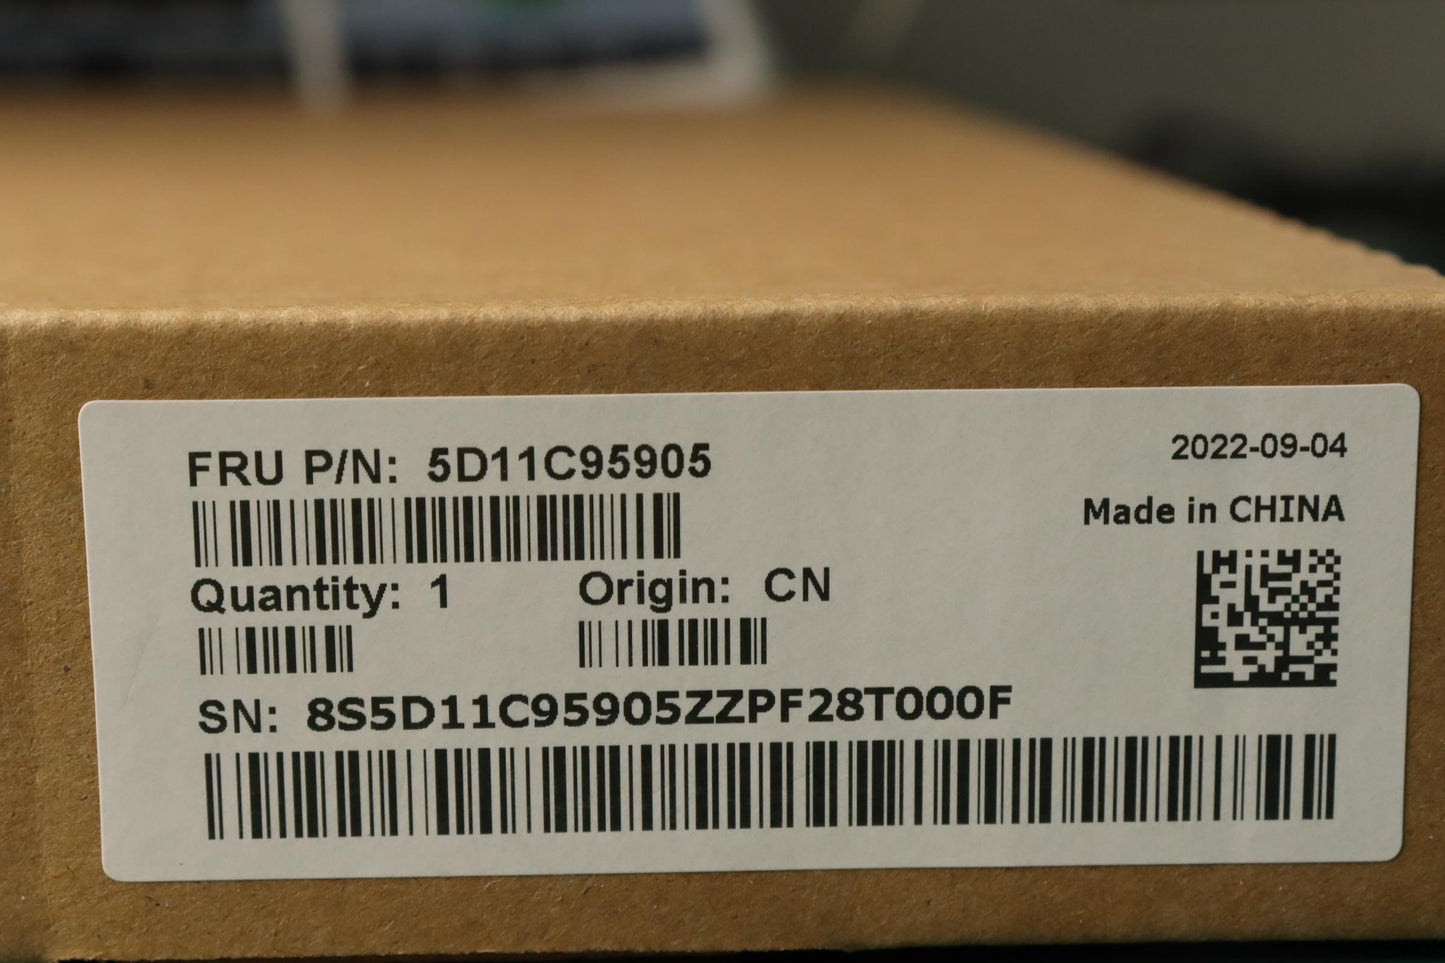 FRU P/N: 5D11C95905
2022-09-04
Made in CHINA
Quantity: 1
Origin: CN
SN: 8S5D11C95905ZZPF28T000F